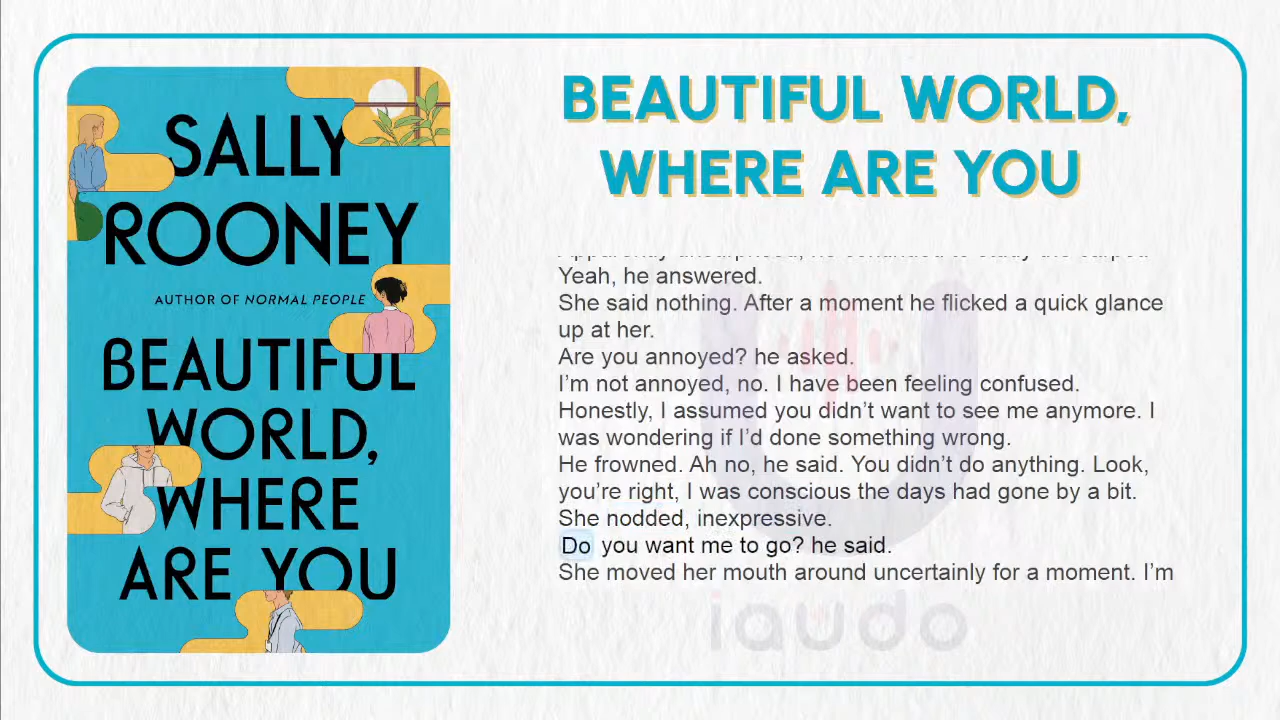 SALLY
ROONEY
AUTHOR OF NORMAL PEOPLE
BEAUTIFUL
WORLD,
WHERE
ARE YOU
BEAUTIFUL WORLD,
WHERE ARE YOU
Yeah, he answered.
She said nothing. After a moment he flicked a quick glance
up at her.
Are you annoyed? he asked.
I'm not annoyed, no. I have been feeling confused.
Honestly, I assumed you didn't want to see me anymore. I
was wondering if I'd done something wrong.
He frowned. Ah no, he said. You didn't do anything. Look,
you're right, I was conscious the days had gone by a bit.
She nodded, inexpressive.
Do you want me to go? he said.
She moved her mouth around uncertainly for a moment. I'm
iaudo